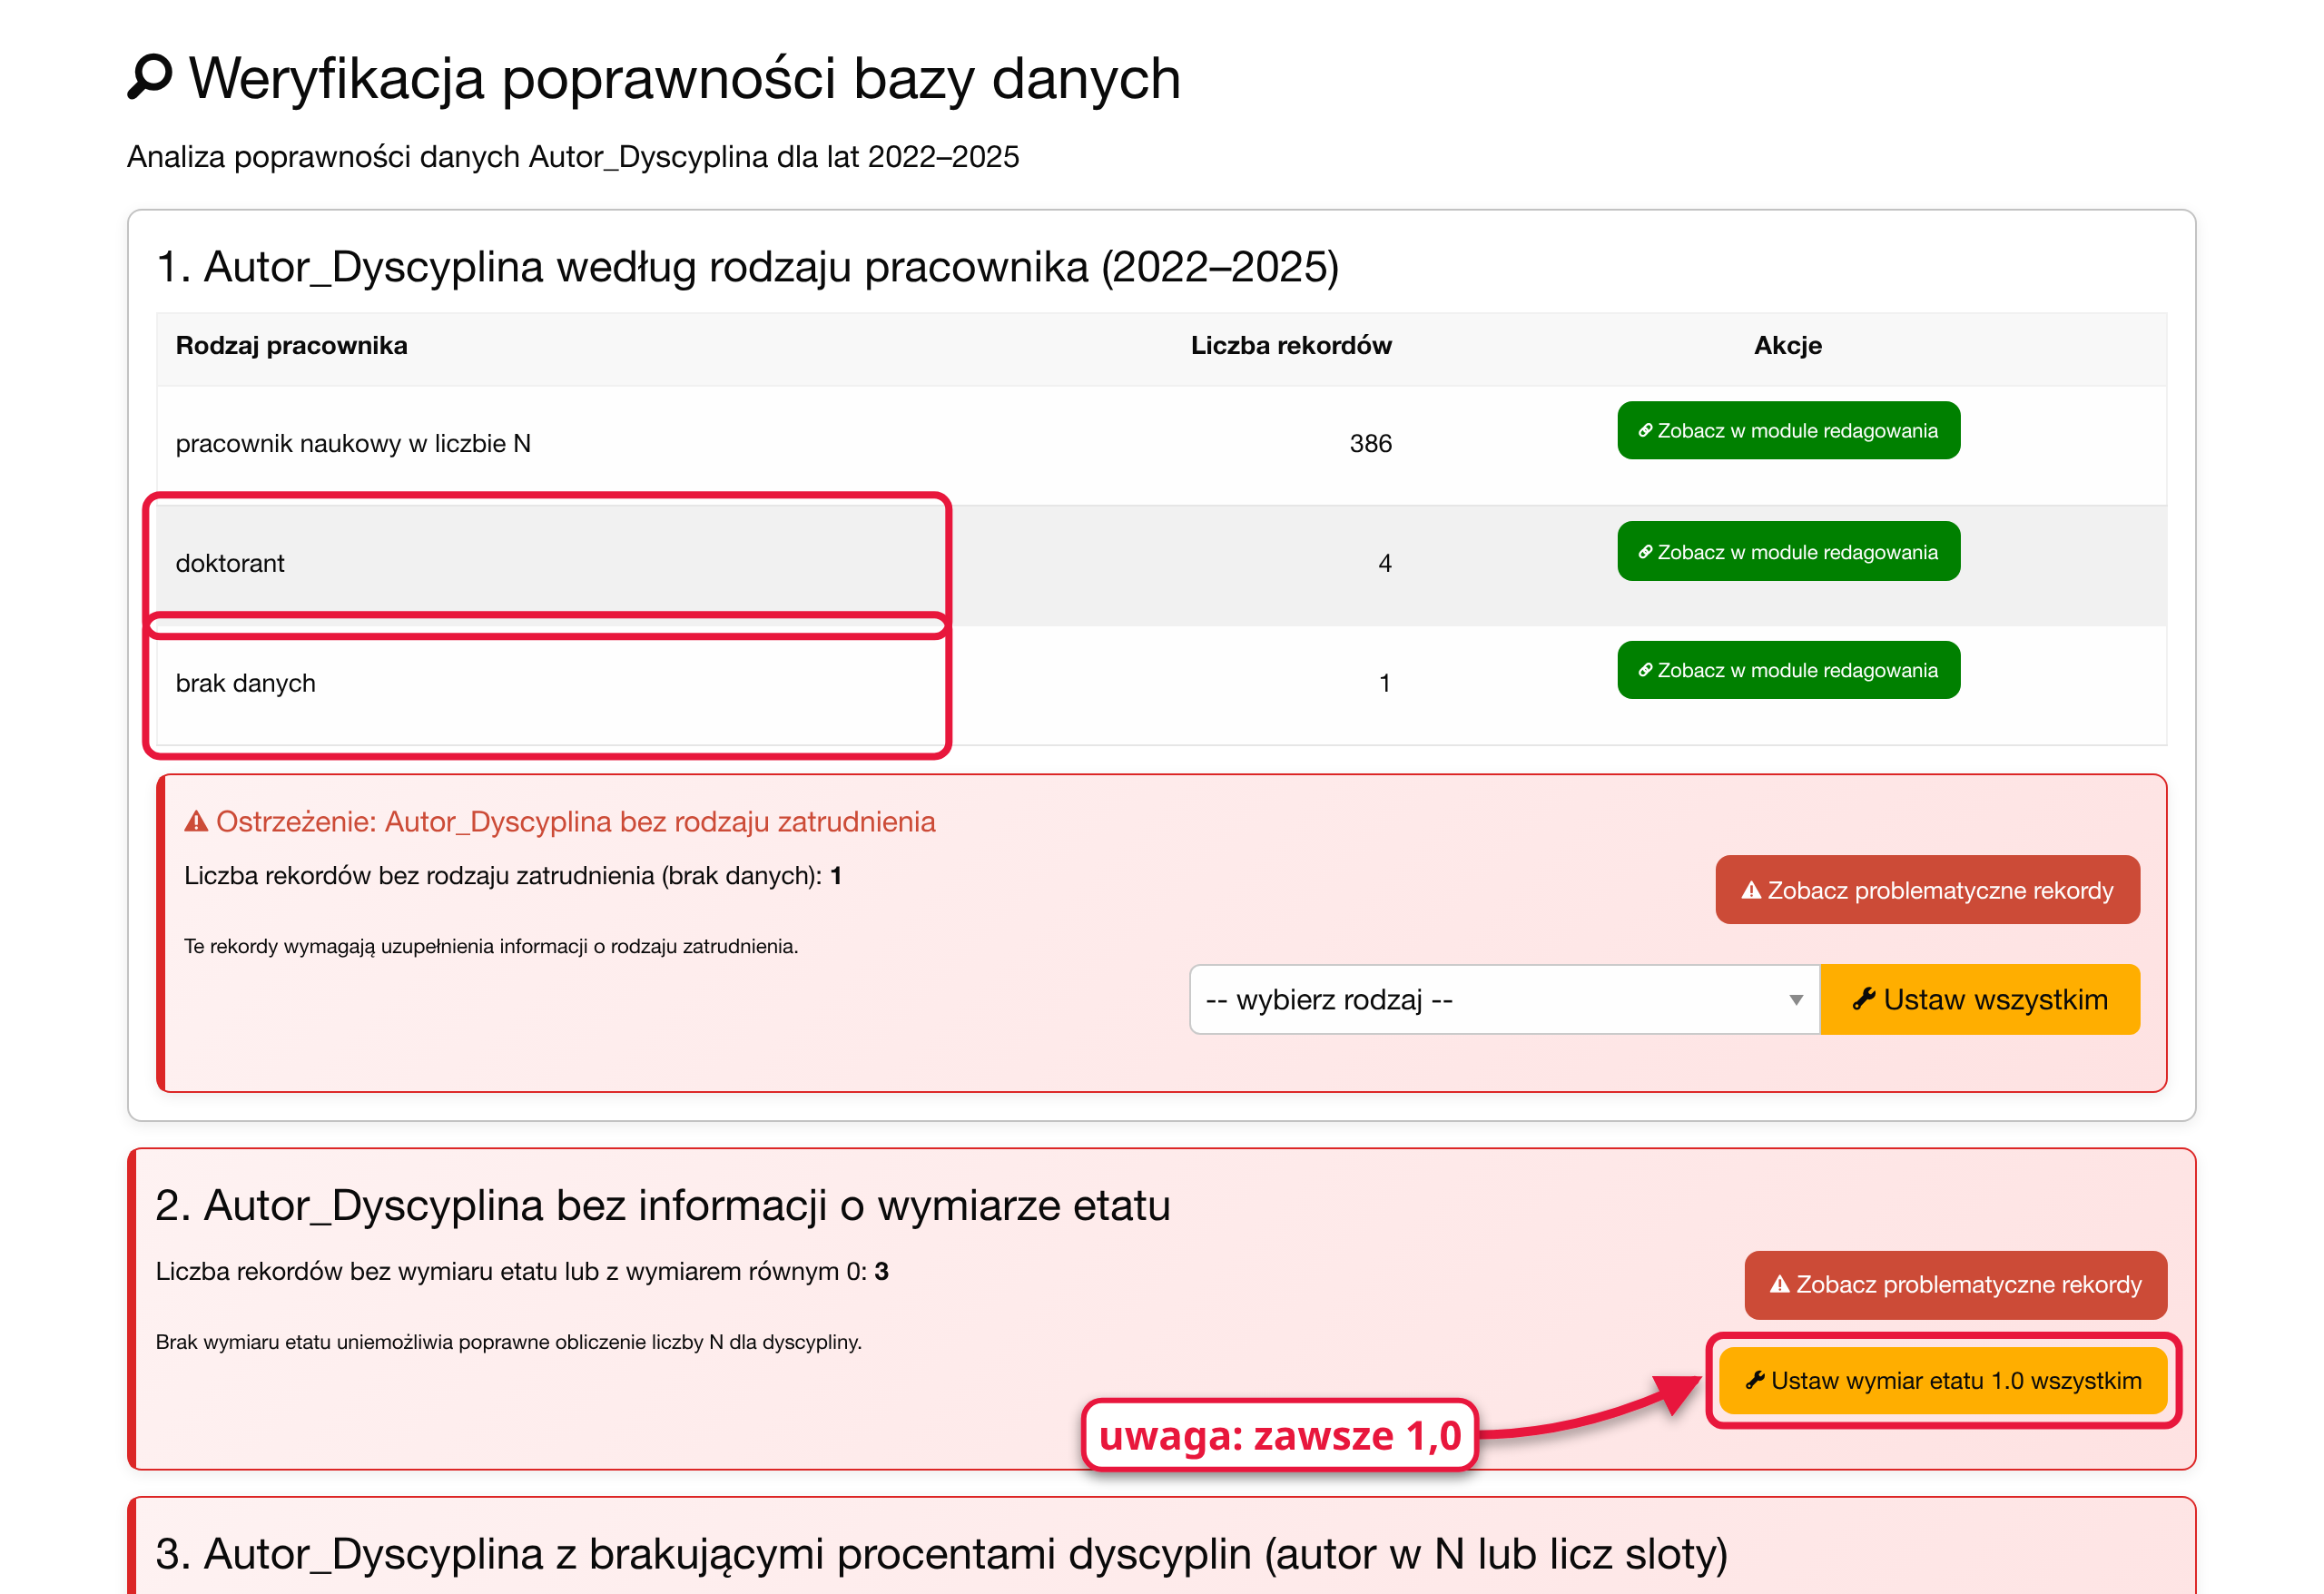 Weryfikacja poprawności bazy danych
Analiza poprawności danych Autor_Dyscyplina dla lat 2022–2025
1. Autor_Dyscyplina według rodzaju pracownika (2022–2025)
Rodzaj pracownika Liczba rekordów Akcje
pracownik naukowy w liczbie N 386 Zobacz w module redagowania
doktorant 4 Zobacz w module redagowania
brak danych 1 Zobacz w module redagowania
Ostrzeżenie: Autor_Dyscyplina bez rodzaju zatrudnienia
Liczba rekordów bez rodzaju zatrudnienia (brak danych): 1
Zobacz problematyczne rekordy
Te rekordy wymagają uzupełnienia informacji o rodzaju zatrudnienia.
-- wybierz rodzaj -- Ustaw wszystkim
2. Autor_Dyscyplina bez informacji o wymiarze etatu
Liczba rekordów bez wymiaru etatu lub z wymiarem równym 0: 3
Zobacz problematyczne rekordy
Brak wymiaru etatu uniemożliwia poprawne obliczenie liczby N dla dyscypliny.
Ustaw wymiar etatu 1.0 wszystkim
uwaga: zawsze 1,0
3. Autor_Dyscyplina z brakującymi procentami dyscyplin (autor w N lub licz sloty)